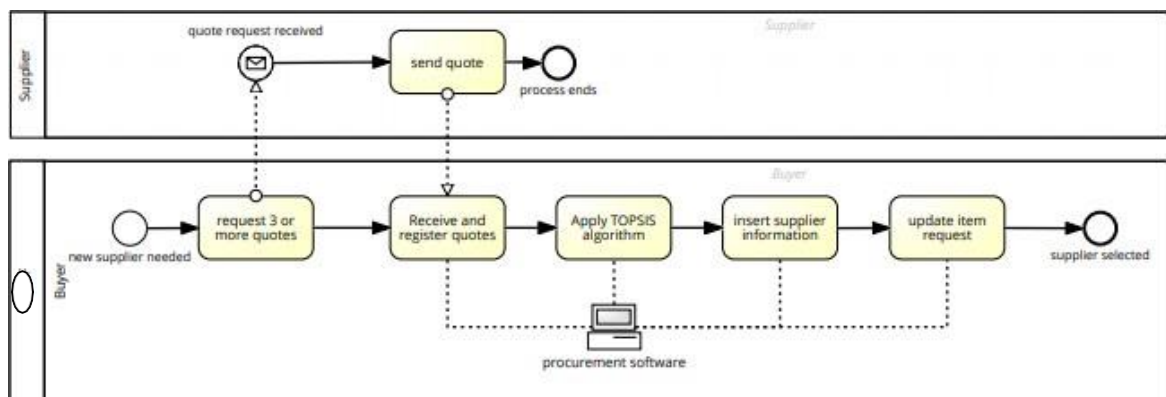 Supplier
quote request received
Supplier
send quote
process ends
Buyer
Buyer
request 3 or
more quotes
Receive and
register quotes
Apply TOPSIS
algorithm
insert supplier
information
update item
request
new supplier needed
supplier selected
procurement software